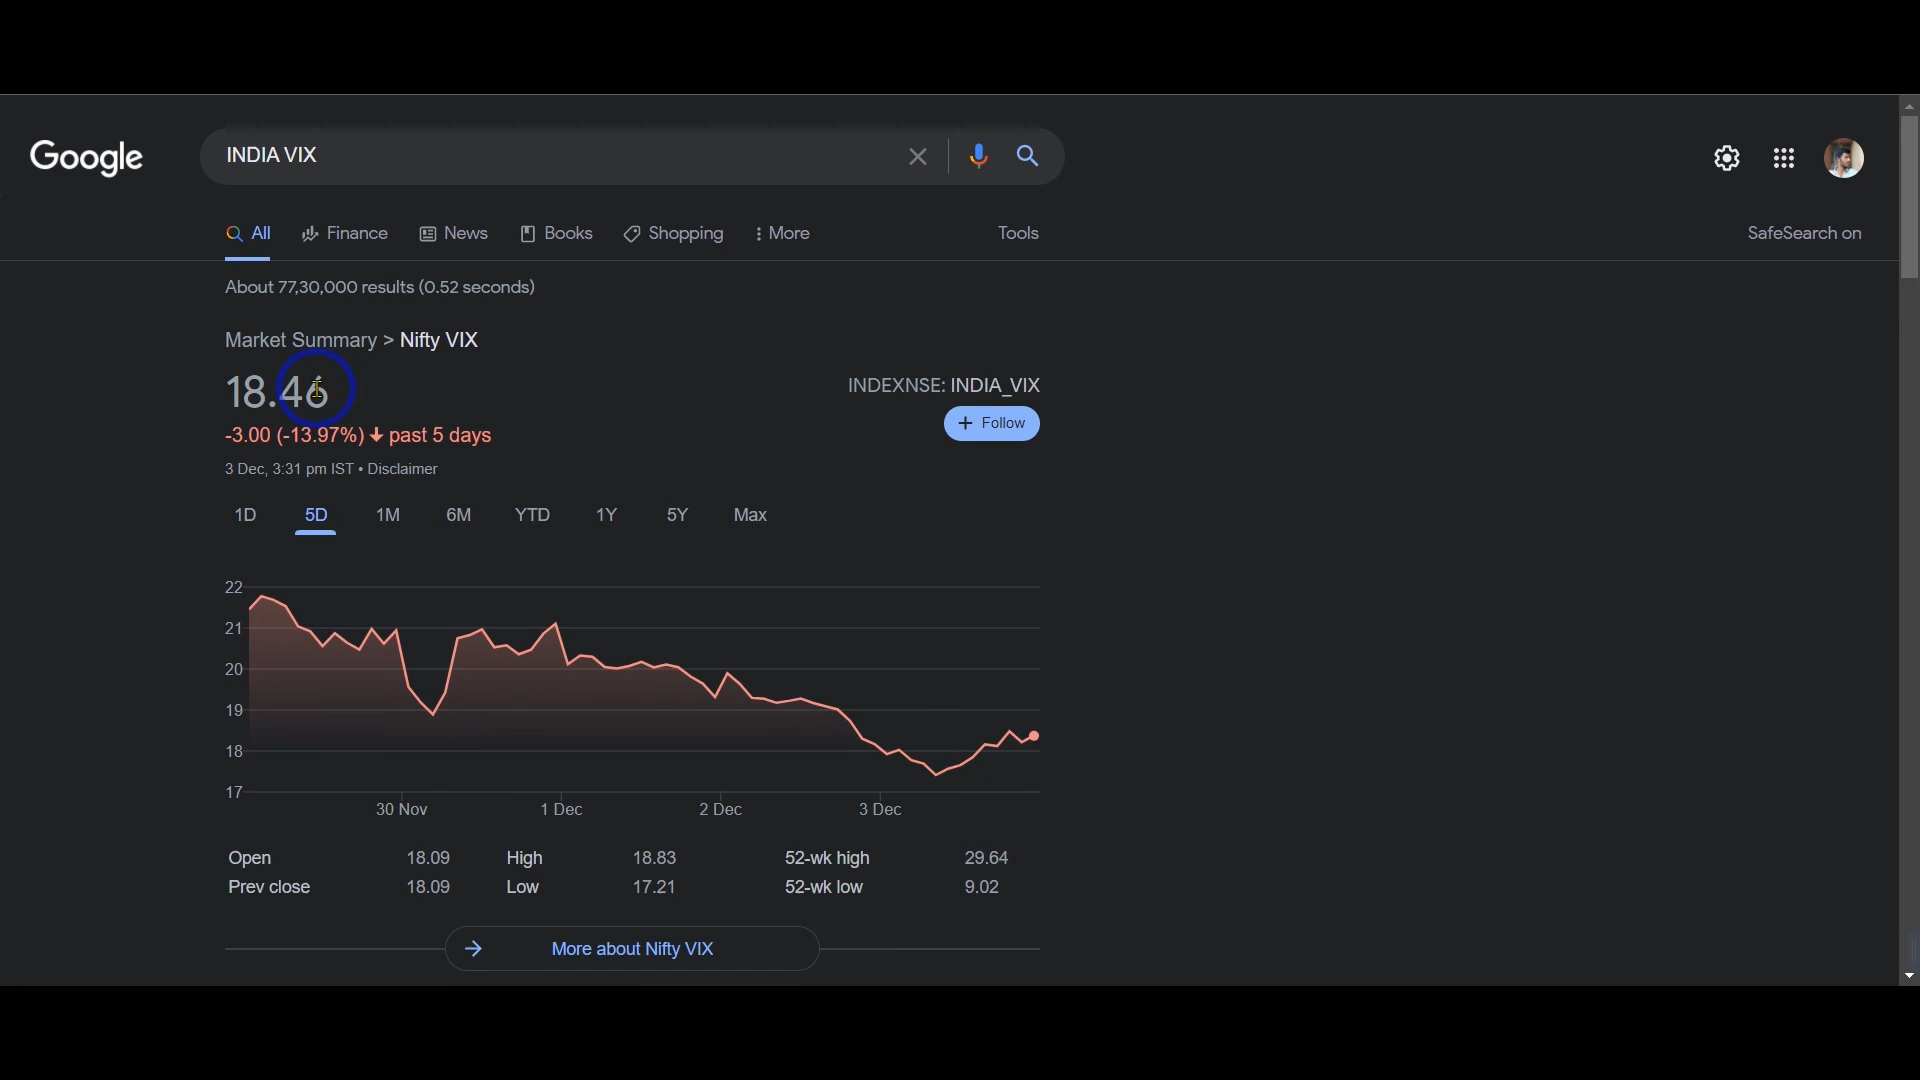 Google
INDIA VIX
All Finance News Books Shopping More Tools SafeSearch on
About 77,30,000 results (0.52 seconds)
Market Summary > Nifty VIX
18.46
INDEXNSE: INDIA_VIX
+ Follow
-3.00 (-13.97%) past 5 days
3 Dec, 3:31 pm IST • Disclaimer
1D 5D 1M 6M YTD 1Y 5Y Max
22
21
20
19
18
17
30 Nov 1 Dec 2 Dec 3 Dec
Open 18.09 High 18.83 52-wk high 29.64
Prev close 18.09 Low 17.21 52-wk low 9.02
More about Nifty VIX